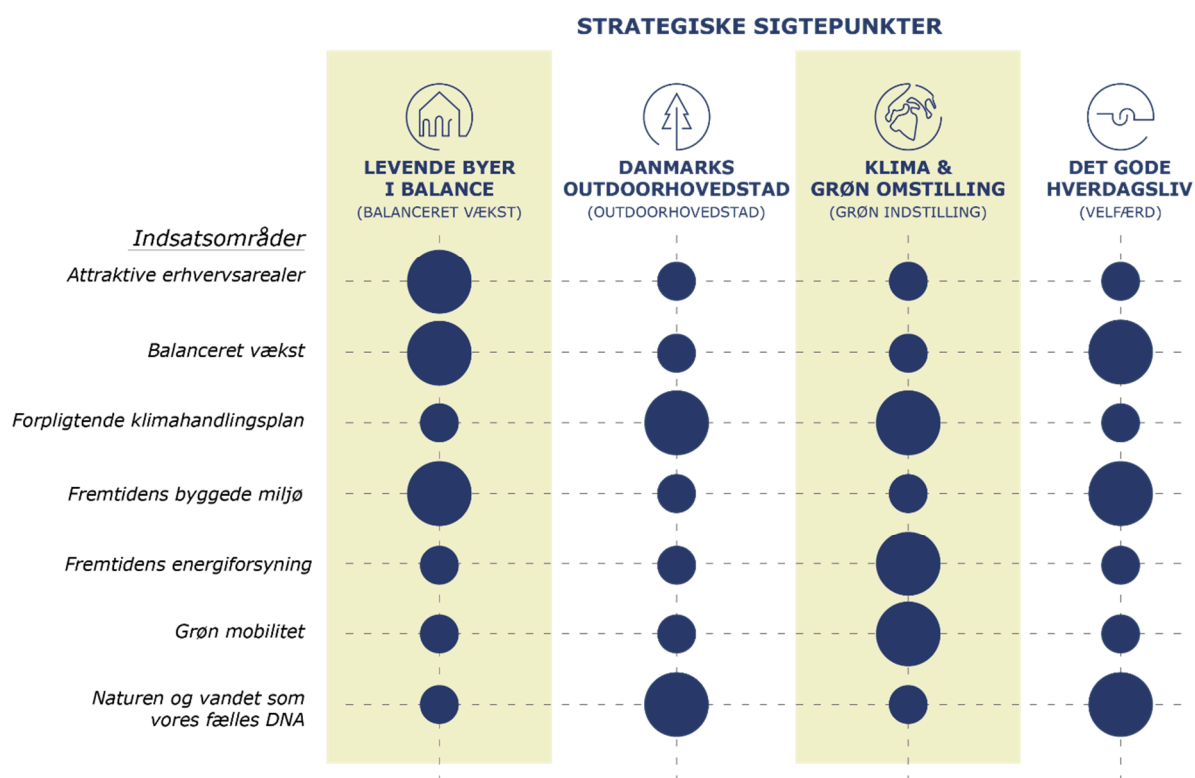 STRATEGISKE SIGTEPUNKTER
LEVENDE BYER
I BALANCE
(BALANCERET VÆKST)
DANMARKS
OUTDOORHOVEDSTAD
(OUTDOORHOVEDSTAD)
KLIMA &
GRØN OMSTILLING
(GRØN INDSTILLING)
DET GODE
HVERDAGSLIV
(VELFÆRD)
Indsatsområder
Attraktive erhvervsarealer
Balanceret vækst
Forpligtende klimahandlingsplan
Fremtidens byggede miljø
Fremtidens energiforsyning
Grøn mobilitet
Naturen og vandet som
vores fælles DNA